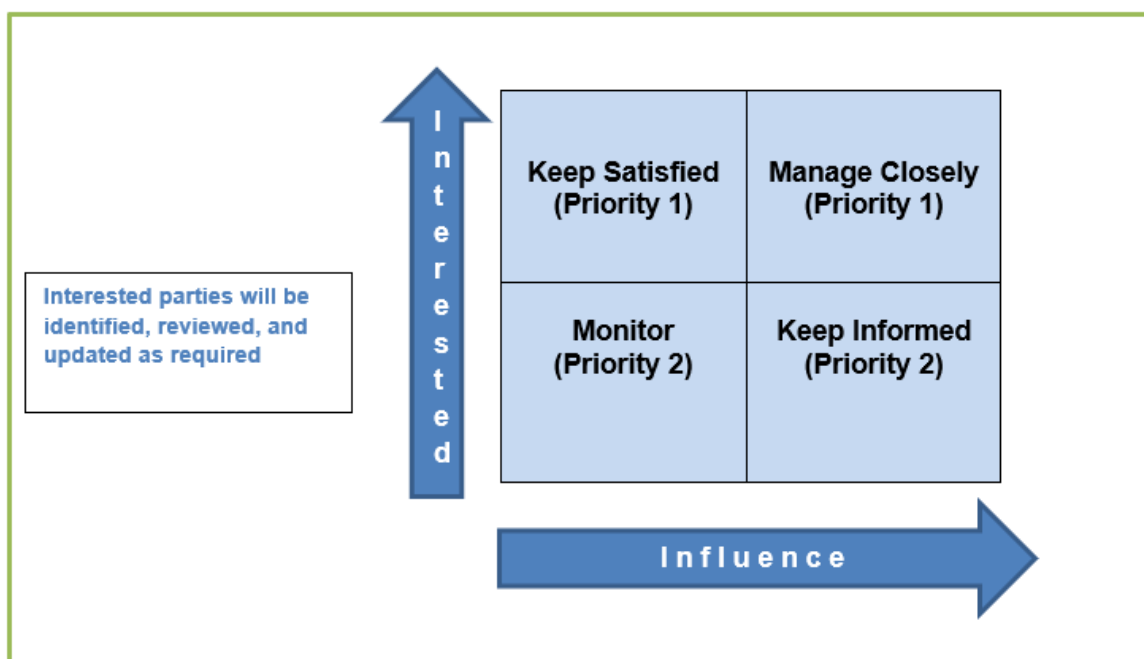 Interested parties will be
identified, reviewed, and
updated as required
Interested
Keep Satisfied
(Priority 1)
Manage Closely
(Priority 1)
Monitor
(Priority 2)
Keep Informed
(Priority 2)
Influence